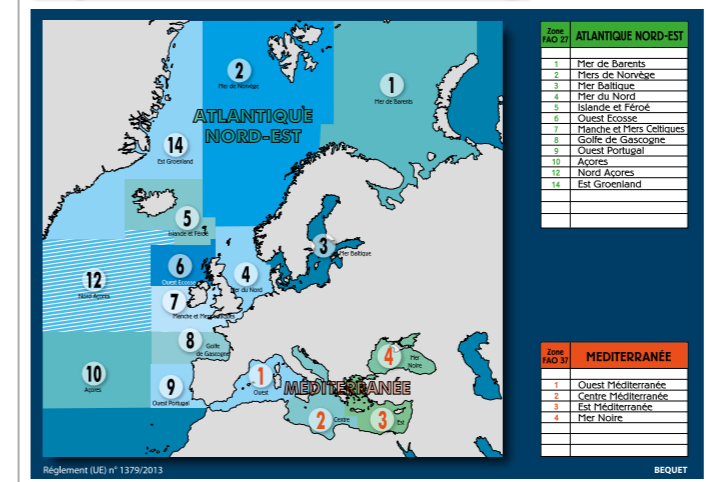 2
Mer de Norvège
1
Mer de Barents
ATLANTIQUE
NORD-EST
14
Est Groenland
5
Islande et Féroé
3
Mer Baltique
12
Nord Açores
6
Ouest Ecosse
4
Mer du Nord
7
Manche et Mers Celtiques
8
Golfe
de Gascogne
10
Açores
9
Ouest Portugal
1
Ouest
MÉDITERRANÉE
4
Mer
Noire
2
Centre
3
Est
Réglement (UE) n° 1379/2013
Zone
FAO 27 ATLANTIQUE NORD-EST
1 Mer de Barents
2 Mers de Norvège
3 Mer Baltique
4 Mer du Nord
5 Islande et Féroé
6 Ouest Ecosse
7 Manche et Mers Celtiques
8 Golfe de Gascogne
9 Ouest Portugal
10 Açores
12 Nord Açores
14 Est Groenland
Zone
FAO 37 MEDITERRANÉE
1 Ouest Méditerranée
2 Centre Méditerranée
3 Est Méditerranée
4 Mer Noire
BEQUET